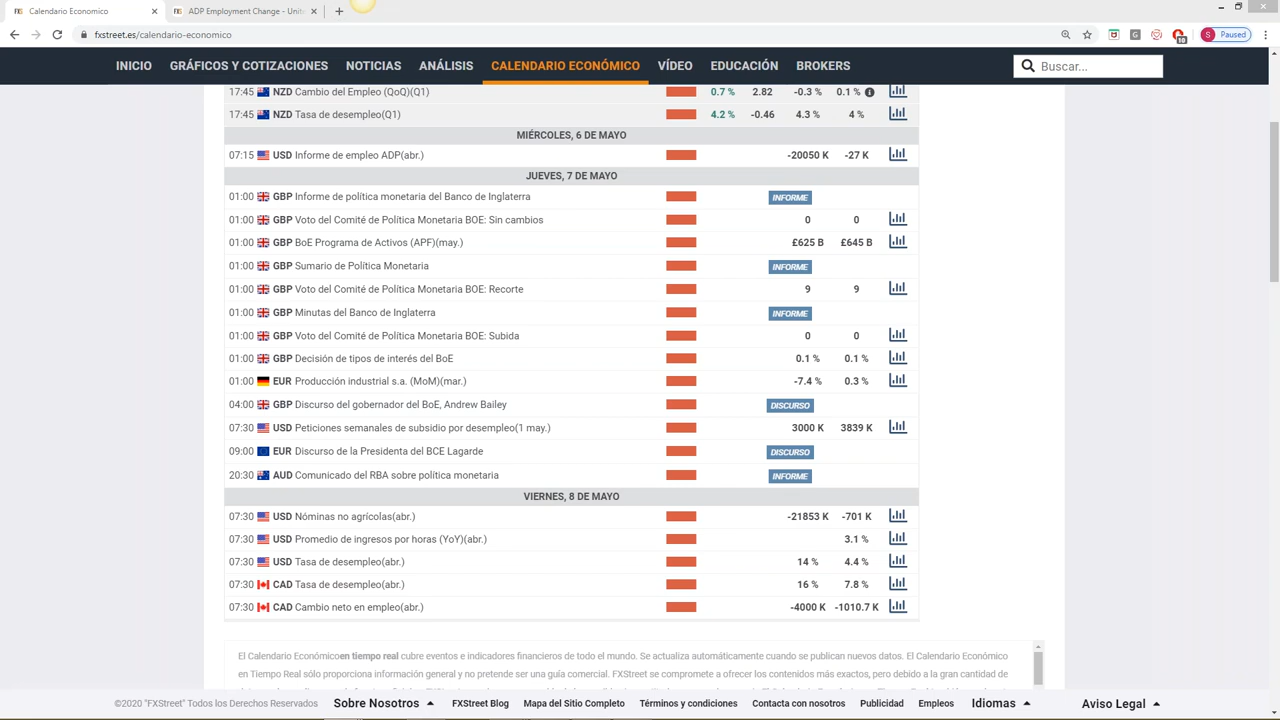 Calendario Economico
ADP Employment Change - Unite
fxstreet.es/calendario-economico
10
S Paused
INICIO GRÁFICOS Y COTIZACIONES NOTICIAS ANÁLISIS CALENDARIO ECONÓMICO VÍDEO EDUCACIÓN BROKERS Buscar...
17:45 NZD Cambio del Empleo (QoQ)(Q1) 0.7 % 2.82 -0.3 % 0.1 %
17:45 NZD Tasa de desempleo(Q1) 4.2 % -0.46 4.3 % 4 %
MIÉRCOLES, 6 DE MAYO
07:15 USD Informe de empleo ADP(abr.) -20050 K -27 K
JUEVES, 7 DE MAYO
01:00 GBP Informe de política monetaria del Banco de Inglaterra INFORME
01:00 GBP Voto del Comité de Política Monetaria BOE: Sin cambios 0 0
01:00 GBP BoE Programa de Activos (APF)(may.) £625 B £645 B
01:00 GBP Sumario de Política Monetaria INFORME
01:00 GBP Voto del Comité de Política Monetaria BOE: Recorte 9 9
01:00 GBP Minutas del Banco de Inglaterra INFORME
01:00 GBP Voto del Comité de Política Monetaria BOE: Subida 0 0
01:00 GBP Decisión de tipos de interés del BoE 0.1 % 0.1 %
01:00 EUR Producción industrial s.a. (MoM)(mar.) -7.4 % 0.3 %
04:00 GBP Discurso del gobernador del BoE, Andrew Bailey DISCURSO
07:30 USD Peticiones semanales de subsidio por desempleo(1 may.) 3000 K 3839 K
09:00 EUR Discurso de la Presidenta del BCE Lagarde DISCURSO
20:30 AUD Comunicado del RBA sobre política monetaria INFORME
VIERNES, 8 DE MAYO
07:30 USD Nóminas no agrícolas(abr.) -21853 K -701 K
07:30 USD Promedio de ingresos por horas (YoY)(abr.) 3.1 %
07:30 USD Tasa de desempleo(abr.) 14 % 4.4 %
07:30 CAD Tasa de desempleo(abr.) 16 % 7.8 %
07:30 CAD Cambio neto en empleo(abr.) -4000 K -1010.7 K
El Calendario Económicoen tiempo real cubre eventos e indicadores financieros de todo el mundo. Se actualiza automáticamente cuando se publican nuevos datos. El Calendario Económico
en Tiempo Real sólo proporciona información general y no pretende ser una guía comercial. FXStreet se compromete a ofrecer los contenidos más exactos, pero debido a la gran cantidad de
©2020 "FXStreet" Todos los Derechos Reservados Sobre Nosotros FXStreet Blog Mapa del Sitio Completo Términos y condiciones Contacta con nosotros Publicidad Empleos Idiomas Aviso Legal